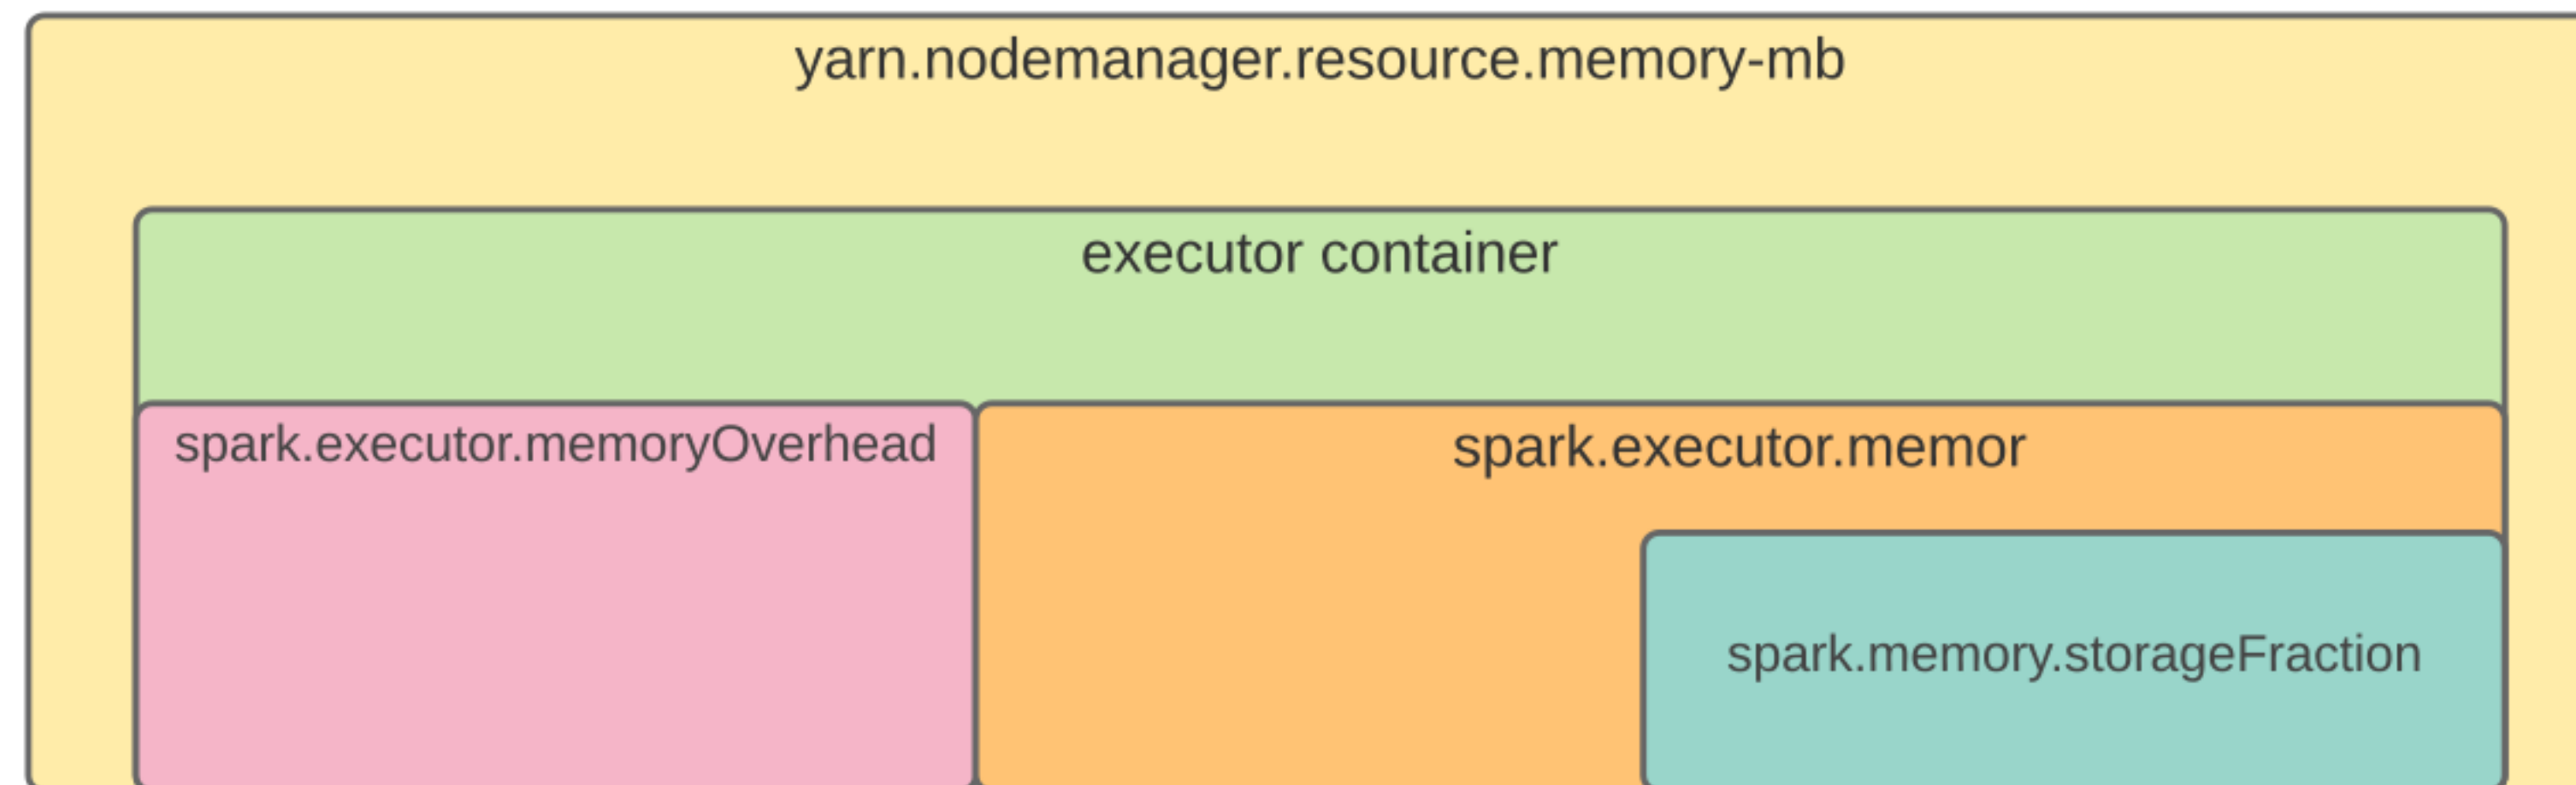 yarn.nodemanager.resource.memory-mb
executor container
spark.executor.memoryOverhead
spark.executor.memor
spark.memory.storageFraction